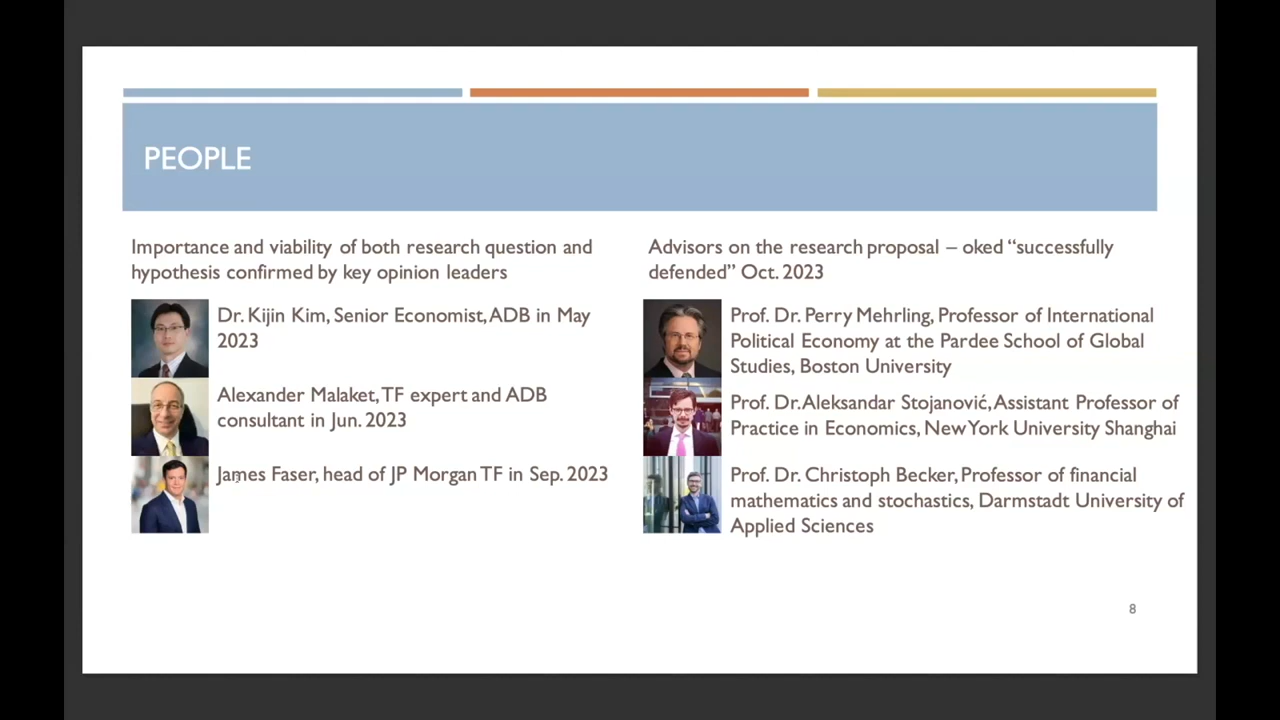 PEOPLE
Importance and viability of both research question and
hypothesis confirmed by key opinion leaders
Dr. Kijin Kim, Senior Economist, ADB in May
2023
Alexander Malaket, TF expert and ADB
consultant in Jun. 2023
James Faser, head of JP Morgan TF in Sep. 2023
Advisors on the research proposal – oked “successfully
defended” Oct. 2023
Prof. Dr. Perry Mehrling, Professor of International
Political Economy at the Pardee School of Global
Studies, Boston University
Prof. Dr. Aleksandar Stojanović, Assistant Professor of
Practice in Economics, New York University Shanghai
Prof. Dr. Christoph Becker, Professor of financial
mathematics and stochastics, Darmstadt University of
Applied Sciences
8